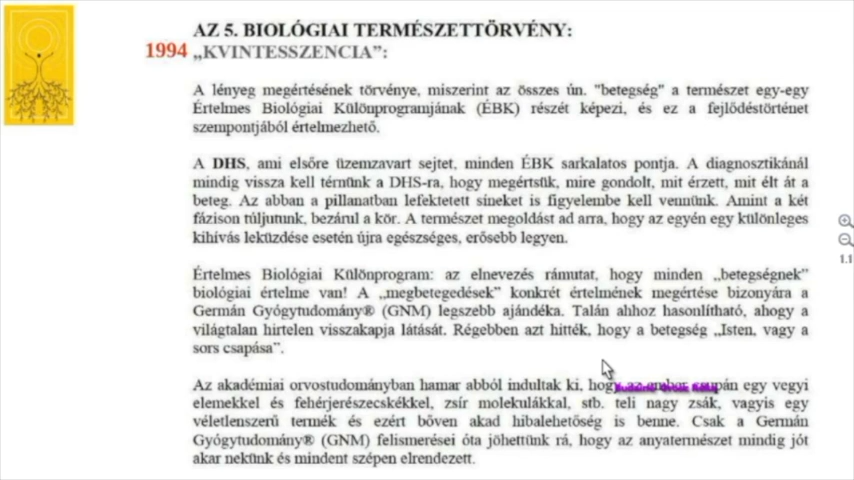 AZ 5. BIOLÓGIAI TERMÉSZETTÖRVÉNY:
1994 „KVINTESSZENCIA”:
A lényeg megértésének törvénye, miszerint az összes ún. "betegség" a természet egy-egy
Értelmes Biológiai Különprogramjának (ÉBK) részét képezi, és ez a fejlődéstörténet
szempontjából értelmezhető.
A DHS, ami elsőre üzemzavart sejtet, minden ÉBK sarkalatos pontja. A diagnosztikánál
mindig vissza kell térnünk a DHS-ra, hogy megértsük, mire gondolt, mit érzett, mit élt át a
beteg. Az abban a pillanatban lefektetett síneket is figyelembe kell vennünk. Amint a két
fázison túljutunk, bezárul a kör. A természet megoldást ad arra, hogy az egyén egy különleges
kihívás leküzdése esetén újra egészséges, erősebb legyen.
Értelmes Biológiai Különprogram: az elnevezés rámutat, hogy minden „betegségnek”
biológiai értelme van! A „megbetegedések” konkrét értelmének megértése bizonyára a
Germán Gyógytudomány® (GNM) legszebb ajándéka. Talán ahhoz hasonlítható, ahogy a
világtalan hirtelen visszakapja látását. Régebben azt hitték, hogy a betegség „Isten, vagy a
sors csapása”.
Az akadémiai orvostudományban hamar abból indultak ki, hogy az ember csupán egy vegyi
elemekkel és fehérjerészecskékkel, zsír molekulákkal, stb. teli nagy zsák, vagyis egy
véletlenszerű termék és ezért bőven akad hibalehetőség is benne. Csak a Germán
Gyógytudomány® (GNM) felismerései óta jöhettünk rá, hogy az anyatermészet mindig jót
akar nekünk és mindent szépen elrendezett.
1.1